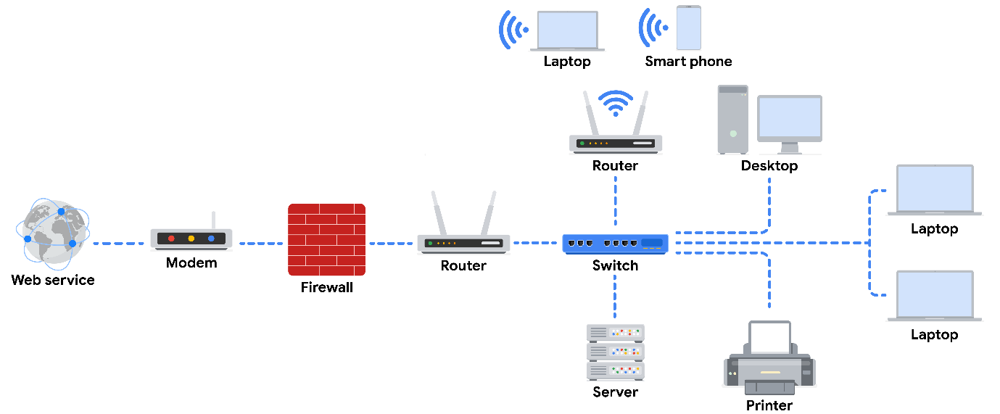 Laptop
Smart phone
Router
Desktop
Laptop
Web service
Modem
Firewall
Router
Switch
Laptop
Server
Printer